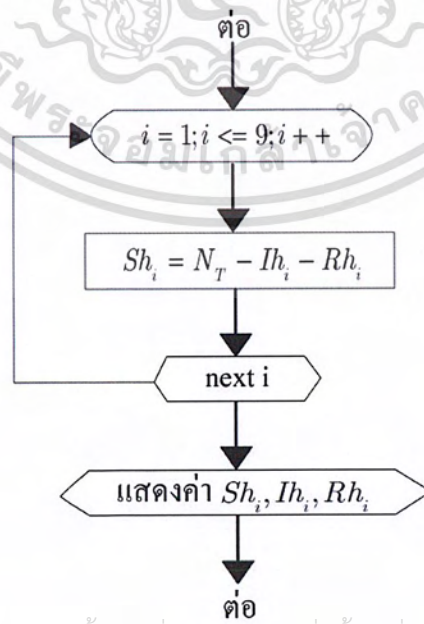 ต่อ
i = 1; i <= 9; i + +
Sh_i = N_T − Ih_i − Rh_i
next i
แสดงค่า Sh_i, Ih_i, Rh_i
ต่อ